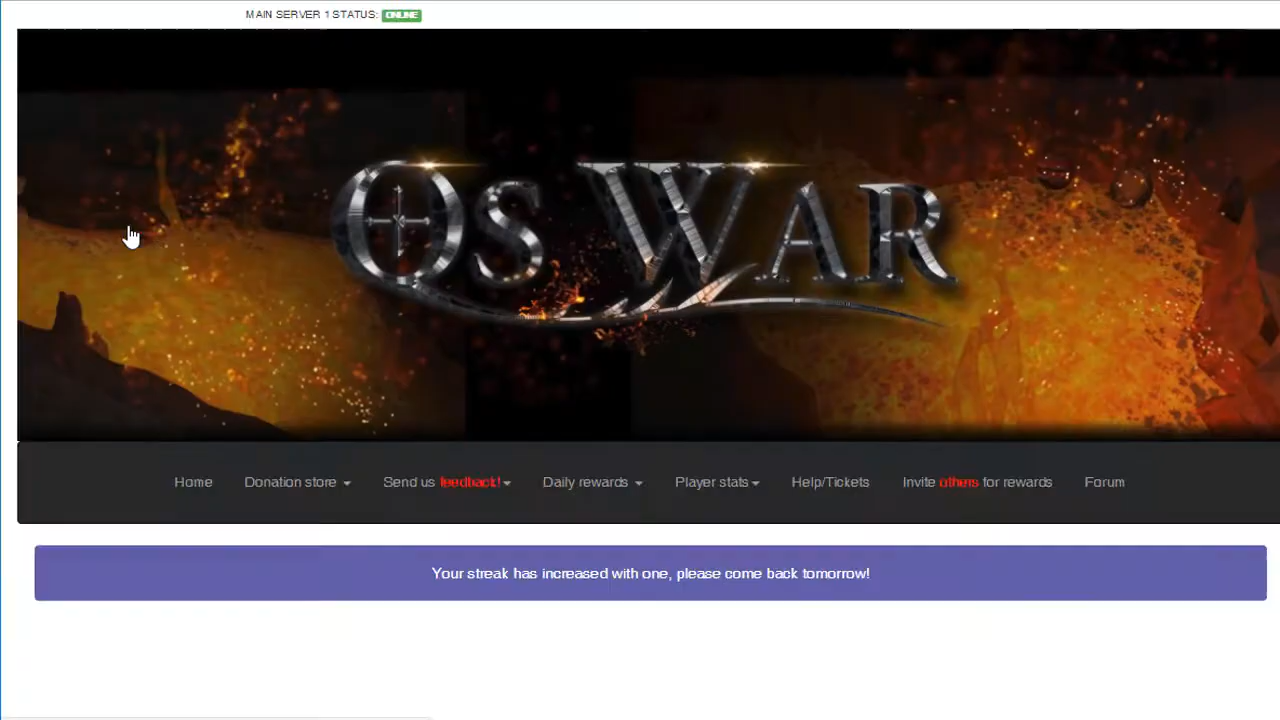 MAIN SERVER 1 STATUS: ONLINE
Qs War
Home Donation store Send us feedback! Daily rewards Player stats Help/Tickets Invite others for rewards Forum
Your streak has increased with one, please come back tomorrow!